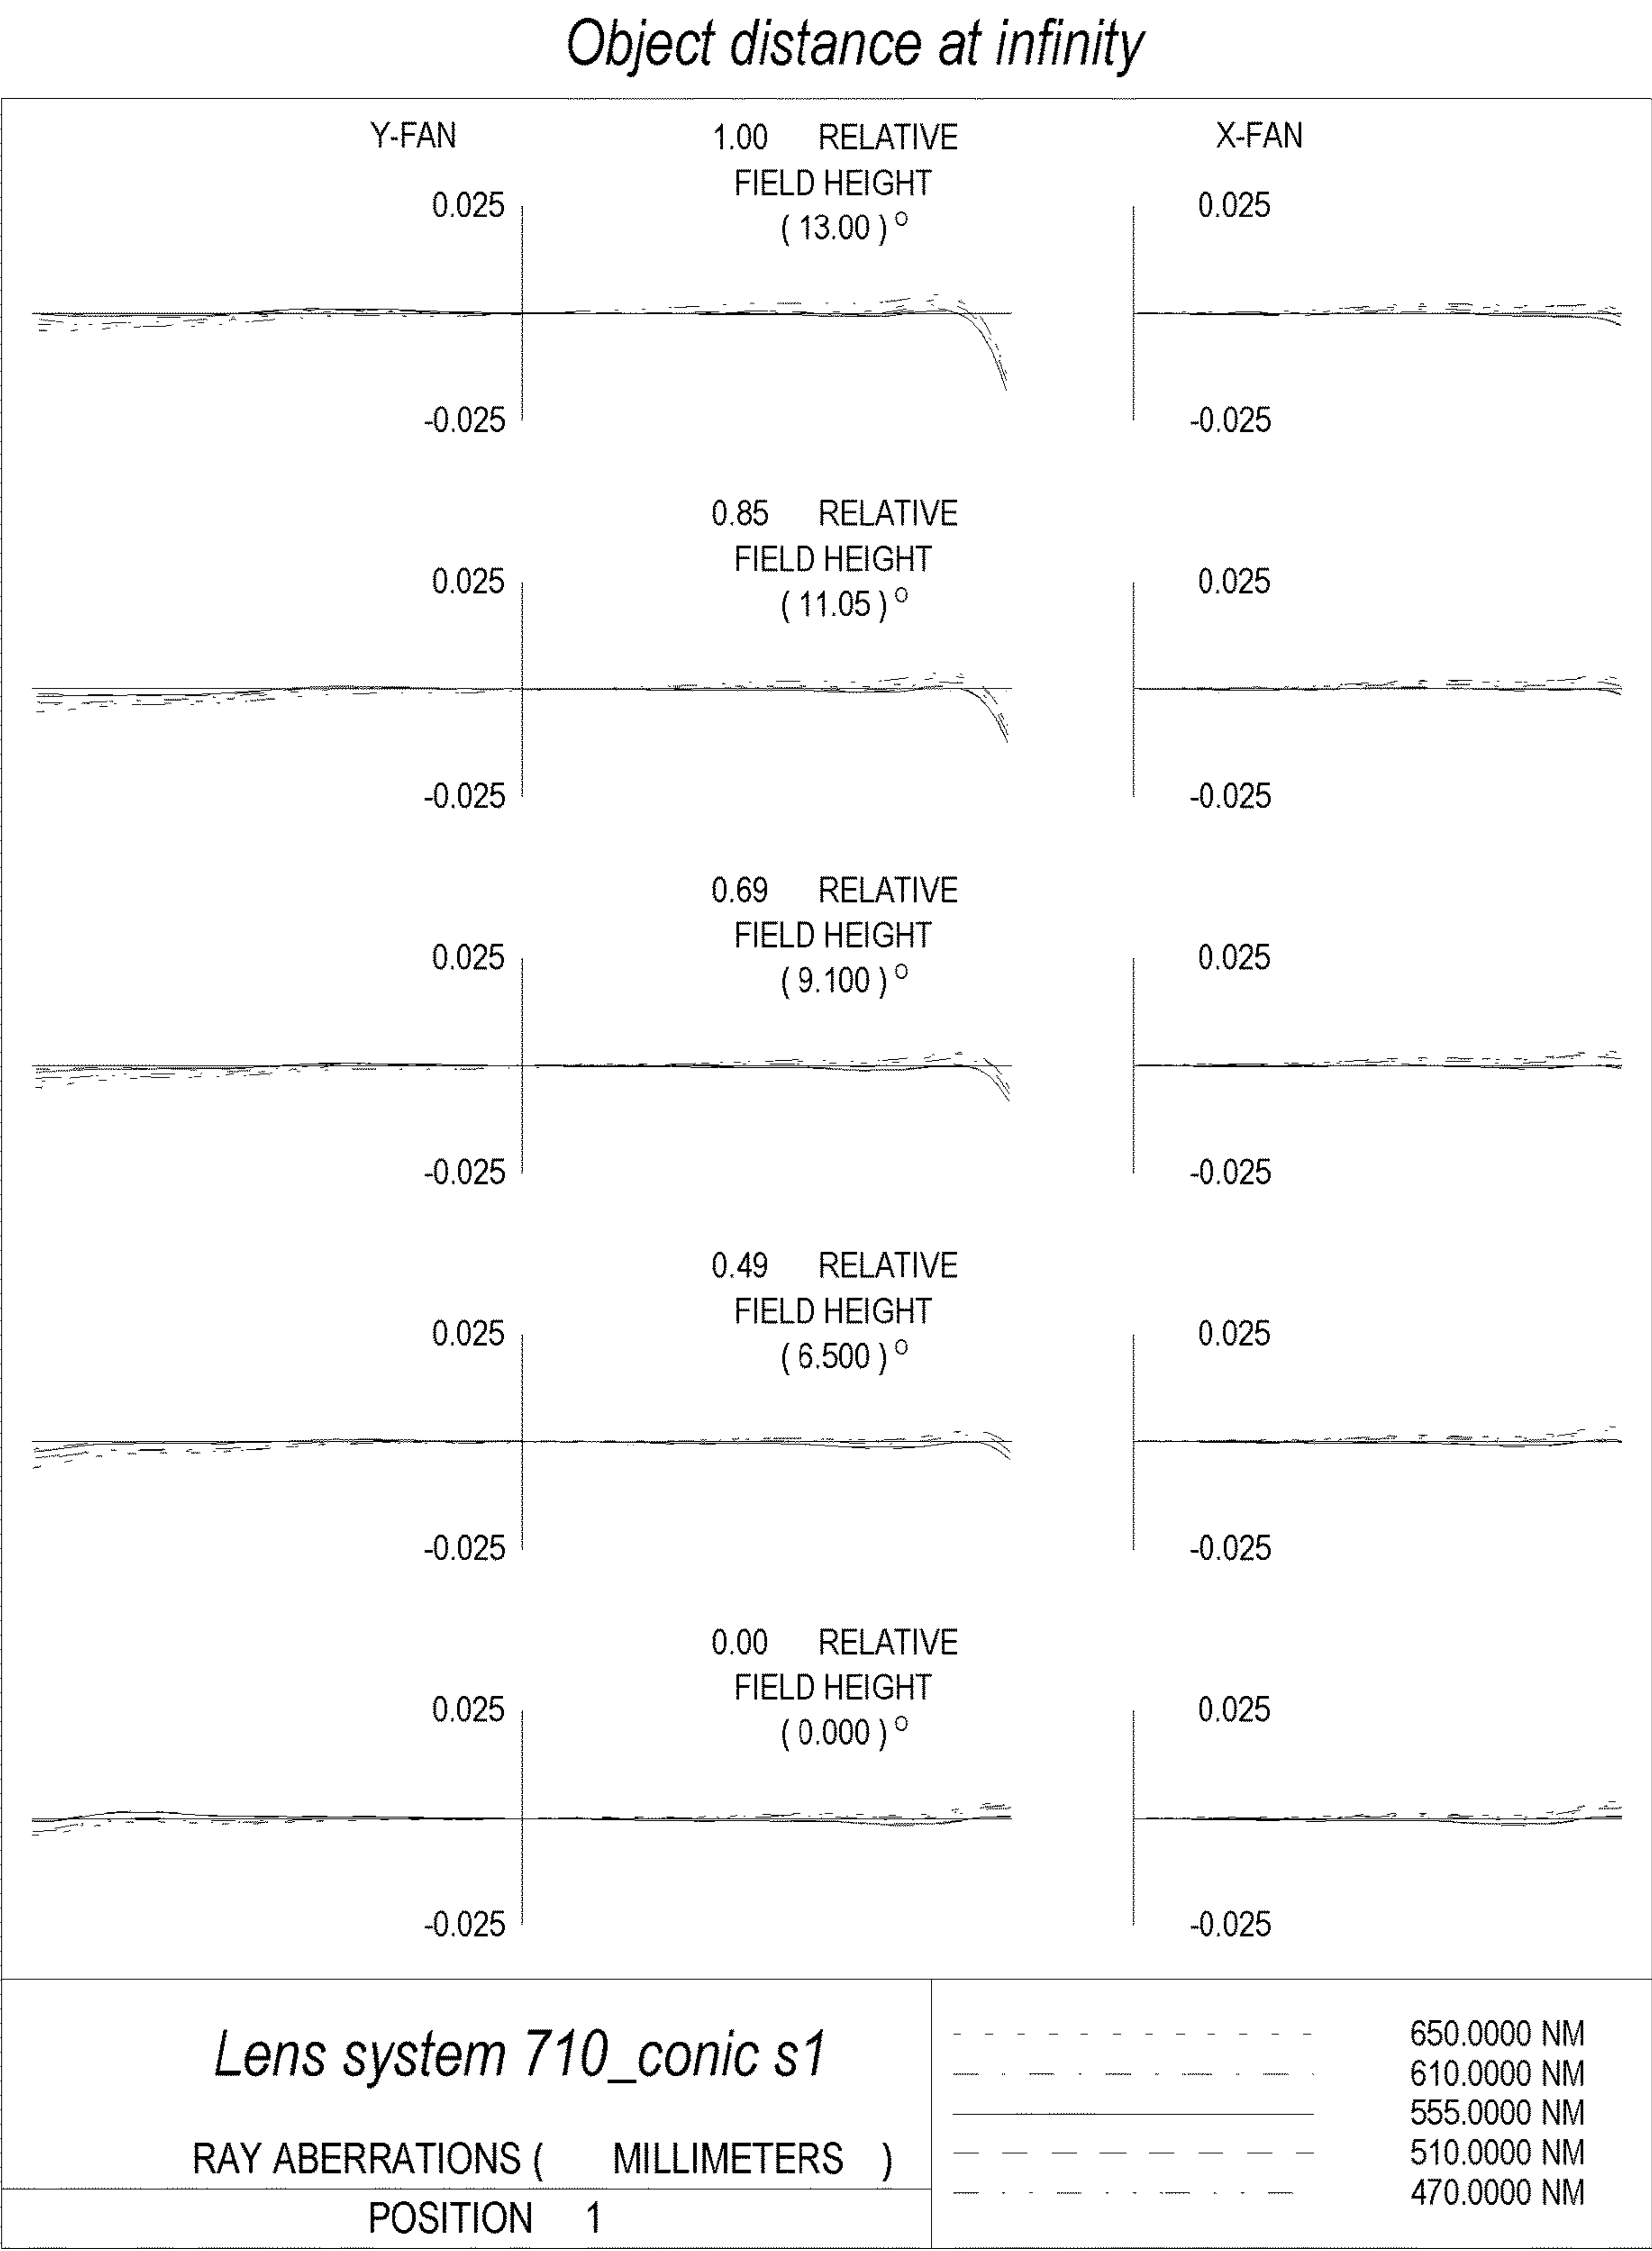 Object distance at infinity
Y-FAN 1.00 RELATIVE X-FAN
FIELD HEIGHT
0.025 ( 13.00 ) O 0.025
-0.025 -0.025
0.85 RELATIVE
FIELD HEIGHT
0.025 ( 11.05 ) O 0.025
-0.025 -0.025
0.69 RELATIVE
FIELD HEIGHT
0.025 ( 9.100 ) O 0.025
-0.025 -0.025
0.49 RELATIVE
FIELD HEIGHT
0.025 ( 6.500 ) O 0.025
-0.025 -0.025
0.00 RELATIVE
FIELD HEIGHT
0.025 ( 0.000 ) O 0.025
-0.025 -0.025
Lens system 710_conic s1
RAY ABERRATIONS ( MILLIMETERS )
POSITION 1
650.0000 NM
610.0000 NM
555.0000 NM
510.0000 NM
470.0000 NM